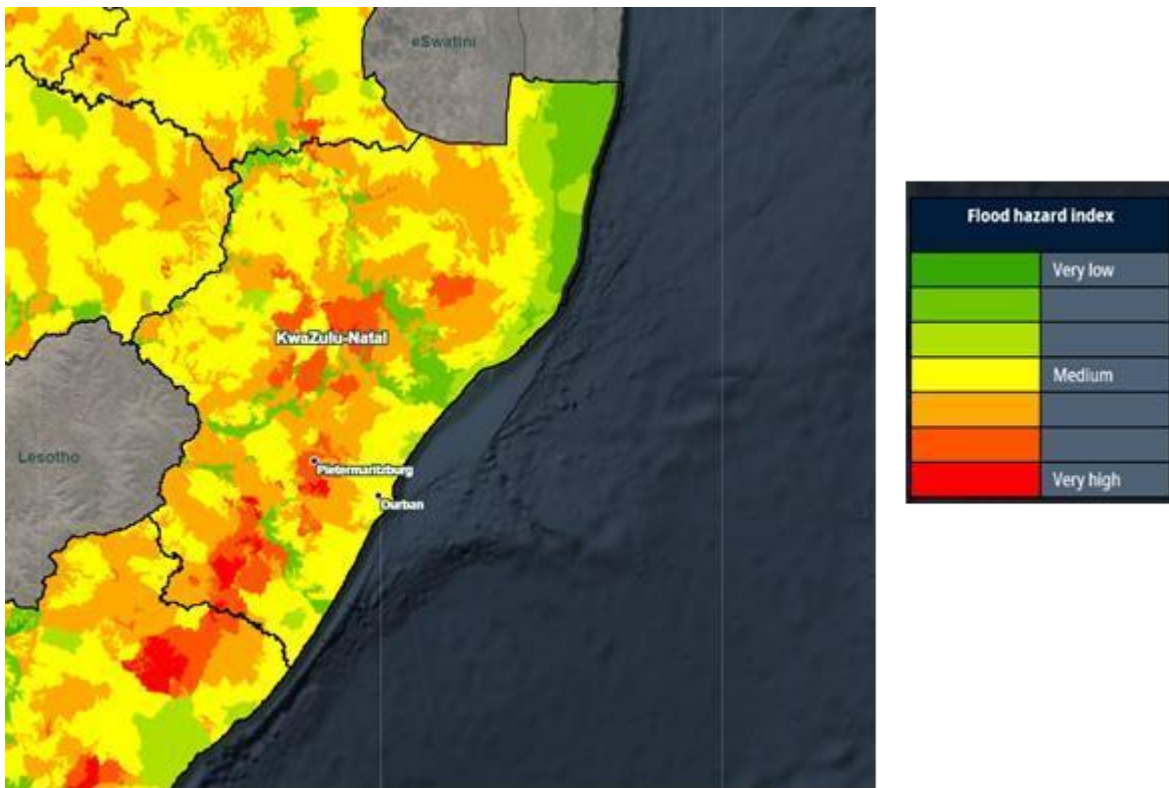 eSwatini
KwaZulu-Natal
Lesotho
Pietermaritzburg
Durban
Flood hazard index
Very low
Medium
Very high